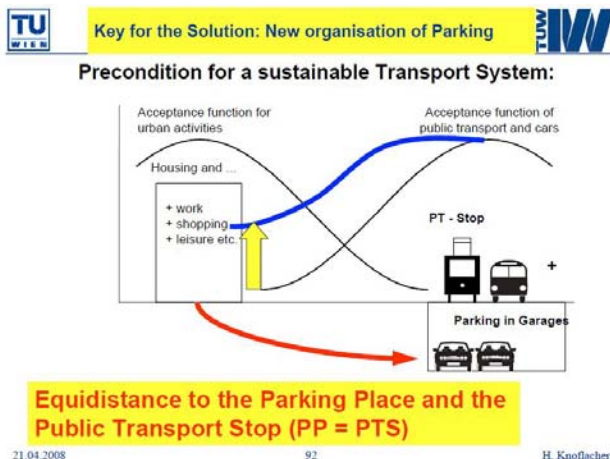 TU
WIEN
Key for the Solution: New organisation of Parking
TUW
IW
Precondition for a sustainable Transport System:
Acceptance function for
urban activities
Acceptance function of
public transport and cars
Housing and ...
+ work
+ shopping
+ leisure etc.
PT - Stop
+
Parking in Garages
Equidistance to the Parking Place and the
Public Transport Stop (PP = PTS)
21.04.2008
92
H. Knoflacher